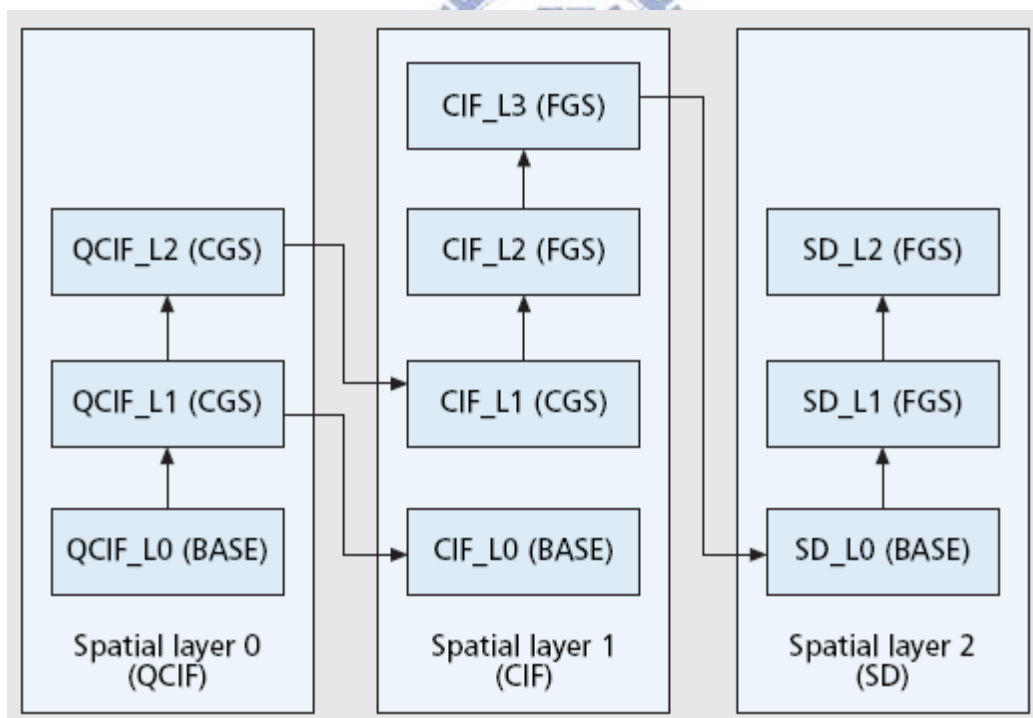 QCIF_L2 (CGS)
QCIF_L1 (CGS)
QCIF_L0 (BASE)
Spatial layer 0
(QCIF)
CIF_L3 (FGS)
CIF_L2 (FGS)
CIF_L1 (CGS)
CIF_L0 (BASE)
Spatial layer 1
(CIF)
SD_L2 (FGS)
SD_L1 (FGS)
SD_L0 (BASE)
Spatial layer 2
(SD)